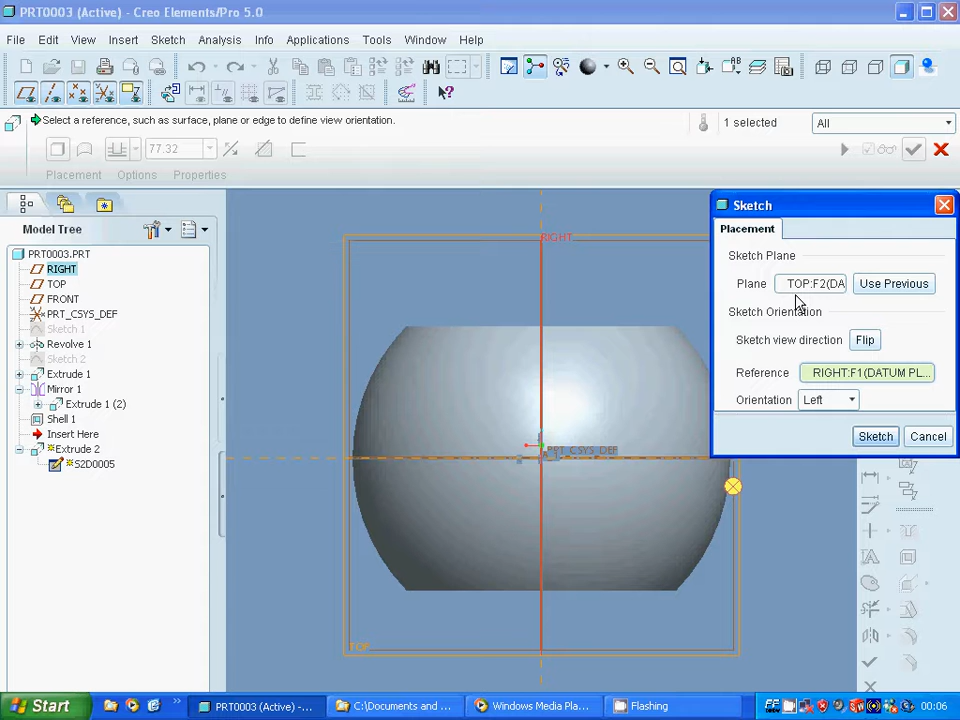 PRT0003 (Active) - Creo Elements/Pro 5.0
File Edit View Insert Sketch Analysis Info Applications Tools Window Help
Select a reference, such as surface, plane or edge to define view orientation.
1 selected
All
77.32
Placement Options Properties
Model Tree
PRT0003.PRT
RIGHT
TOP
FRONT
PRT_CSYS_DEF
Sketch 1
Revolve 1
Sketch 2
Extrude 1
Mirror 1
Extrude 1 (2)
Shell 1
Insert Here
Extrude 2
S2D0005
RIGHT
PRT_CSYS_DEF
TOP
Sketch
Placement
Sketch Plane
Plane TOP:F2(DA Use Previous
Sketch Orientation
Sketch view direction Flip
Reference RIGHT:F1(DATUM PL...
Orientation Left
Sketch Cancel
Start PRT0003 (Active) -... C:\Documents and ... Windows Media Pla... Flashing 00:06